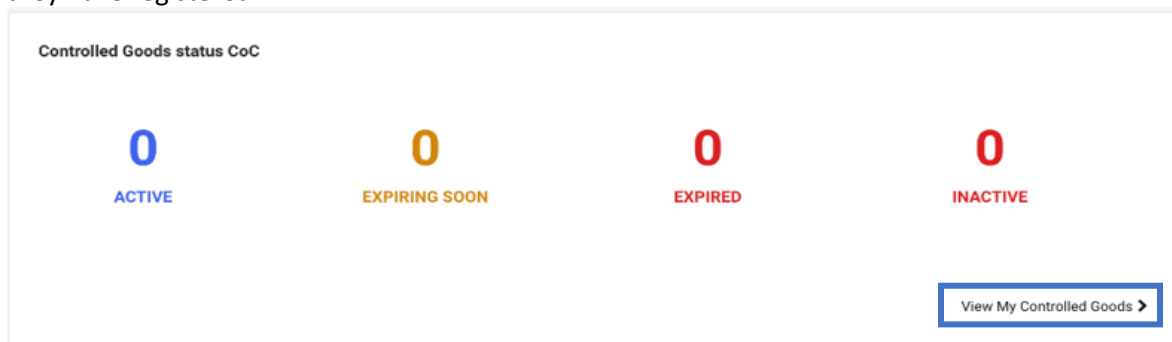 Controlled Goods status CoC
0 0 0 0
ACTIVE EXPIRING SOON EXPIRED INACTIVE
View My Controlled Goods